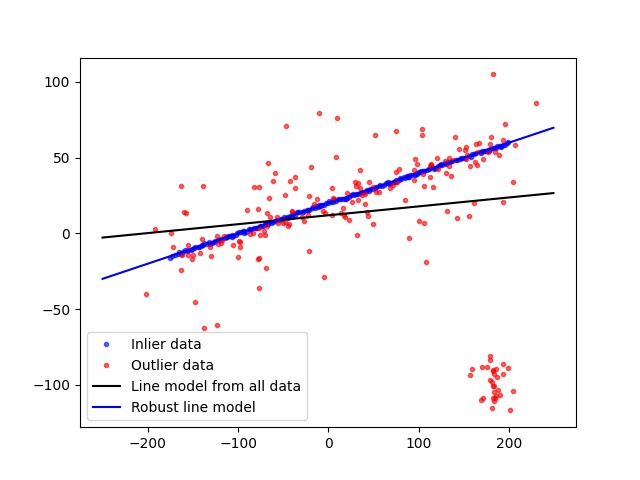 100
50
0
−50
−100
Inlier data
Outlier data
Line model from all data
Robust line model
−200 −100 0 100 200